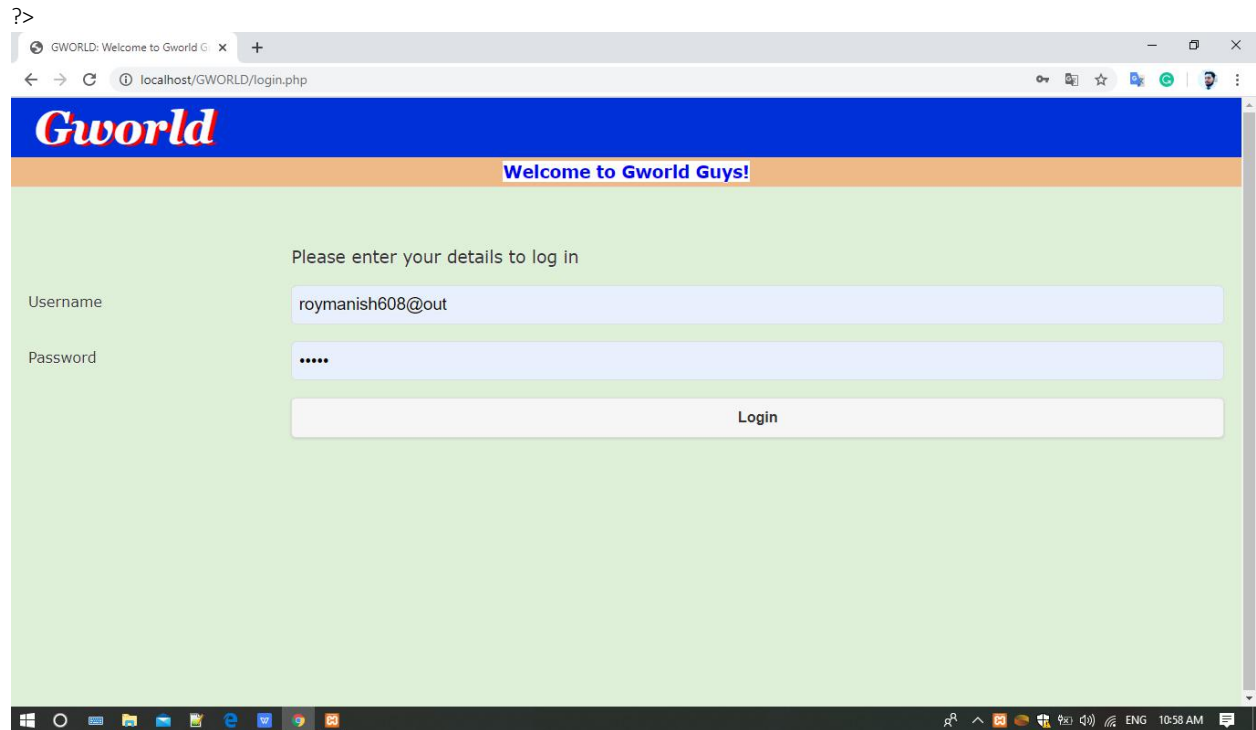 ?>
GWORLD: Welcome to Gworld G
localhost/GWORLD/login.php
Gworld
Welcome to Gworld Guys!
Please enter your details to log in
Username
roymanish608@out
Password
•••••
Login
ENG 10:58 AM